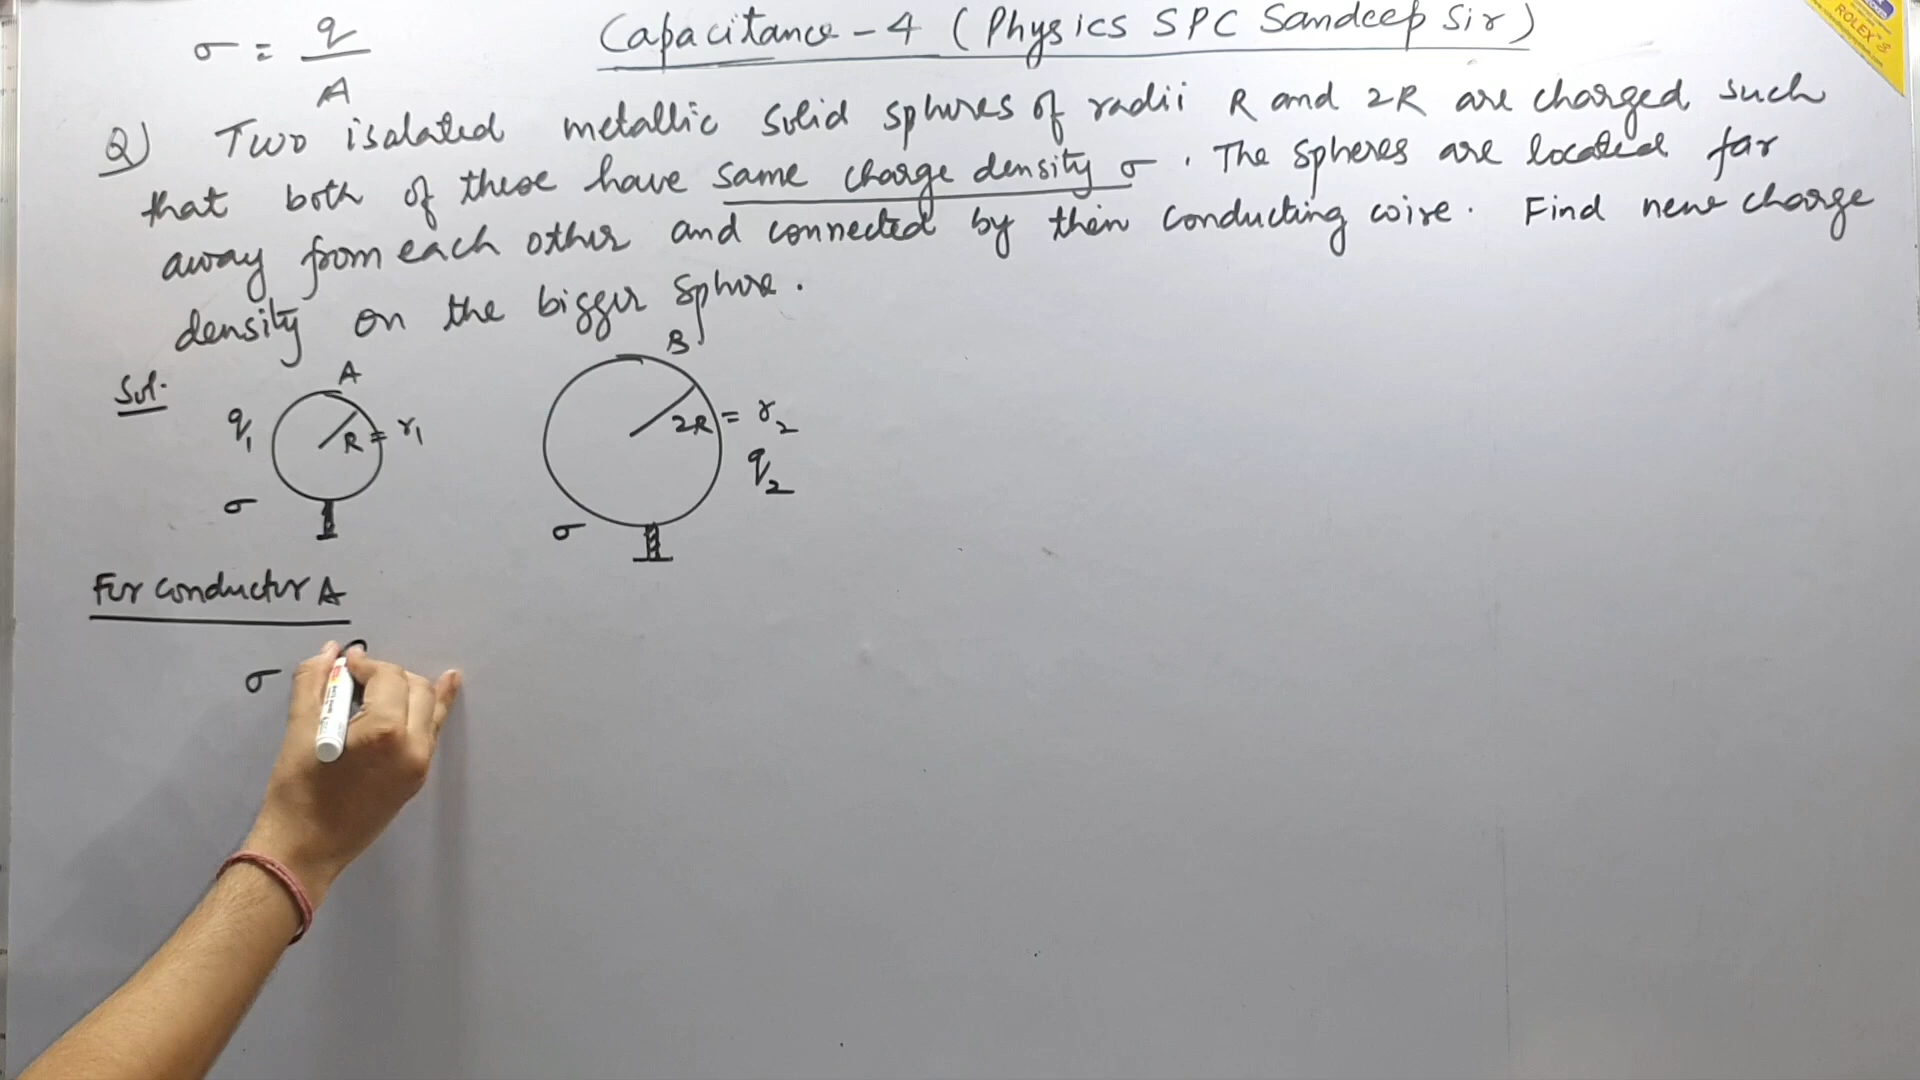 σ = q/A
Capacitance - 4 (Physics SPC Sandeep Sir)
Q) Two isolated metallic solid spheres of radii R and 2R are charged such
that both of these have same charge density σ. The spheres are located far
away from each other and connected by thin conducting wire. Find new charge
density on the bigger sphere.
Sol.
A
B
q₁
R = r₁
2R = r₂
q₂
σ
σ
For conductor A
σ
ROLEX